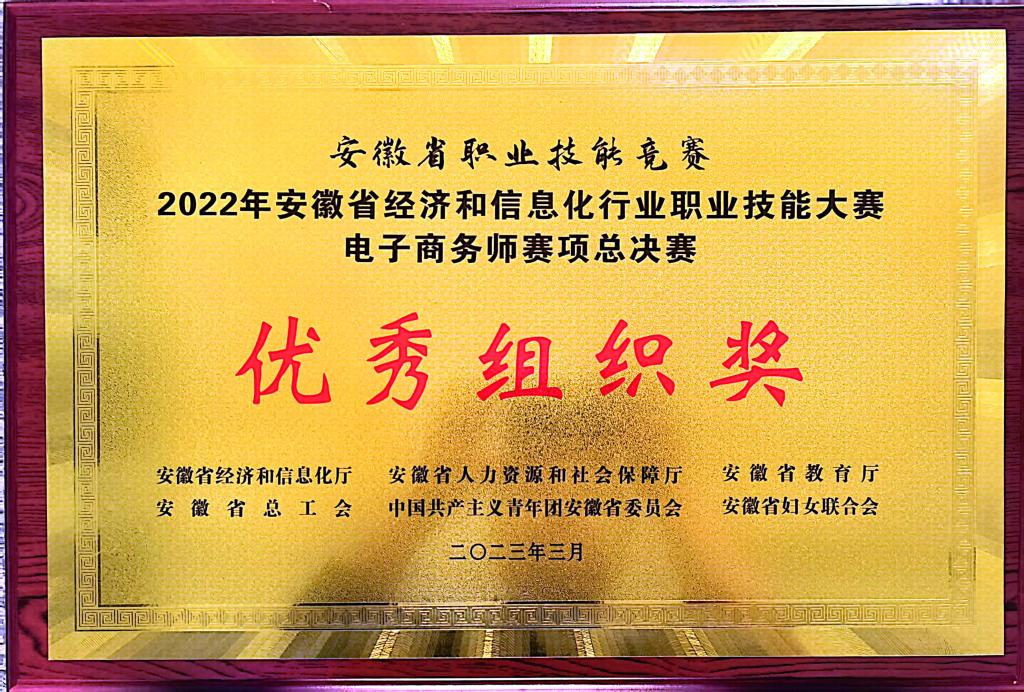 安徽省职业技能竞赛
2022年安徽省经济和信息化行业职业技能大赛
电子商务师赛项总决赛
优秀组织奖
安徽省经济和信息化厅 安徽省人力资源和社会保障厅 安徽省教育厅
安徽省总工会 中国共产主义青年团安徽省委员会 安徽省妇女联合会
二〇二三年三月